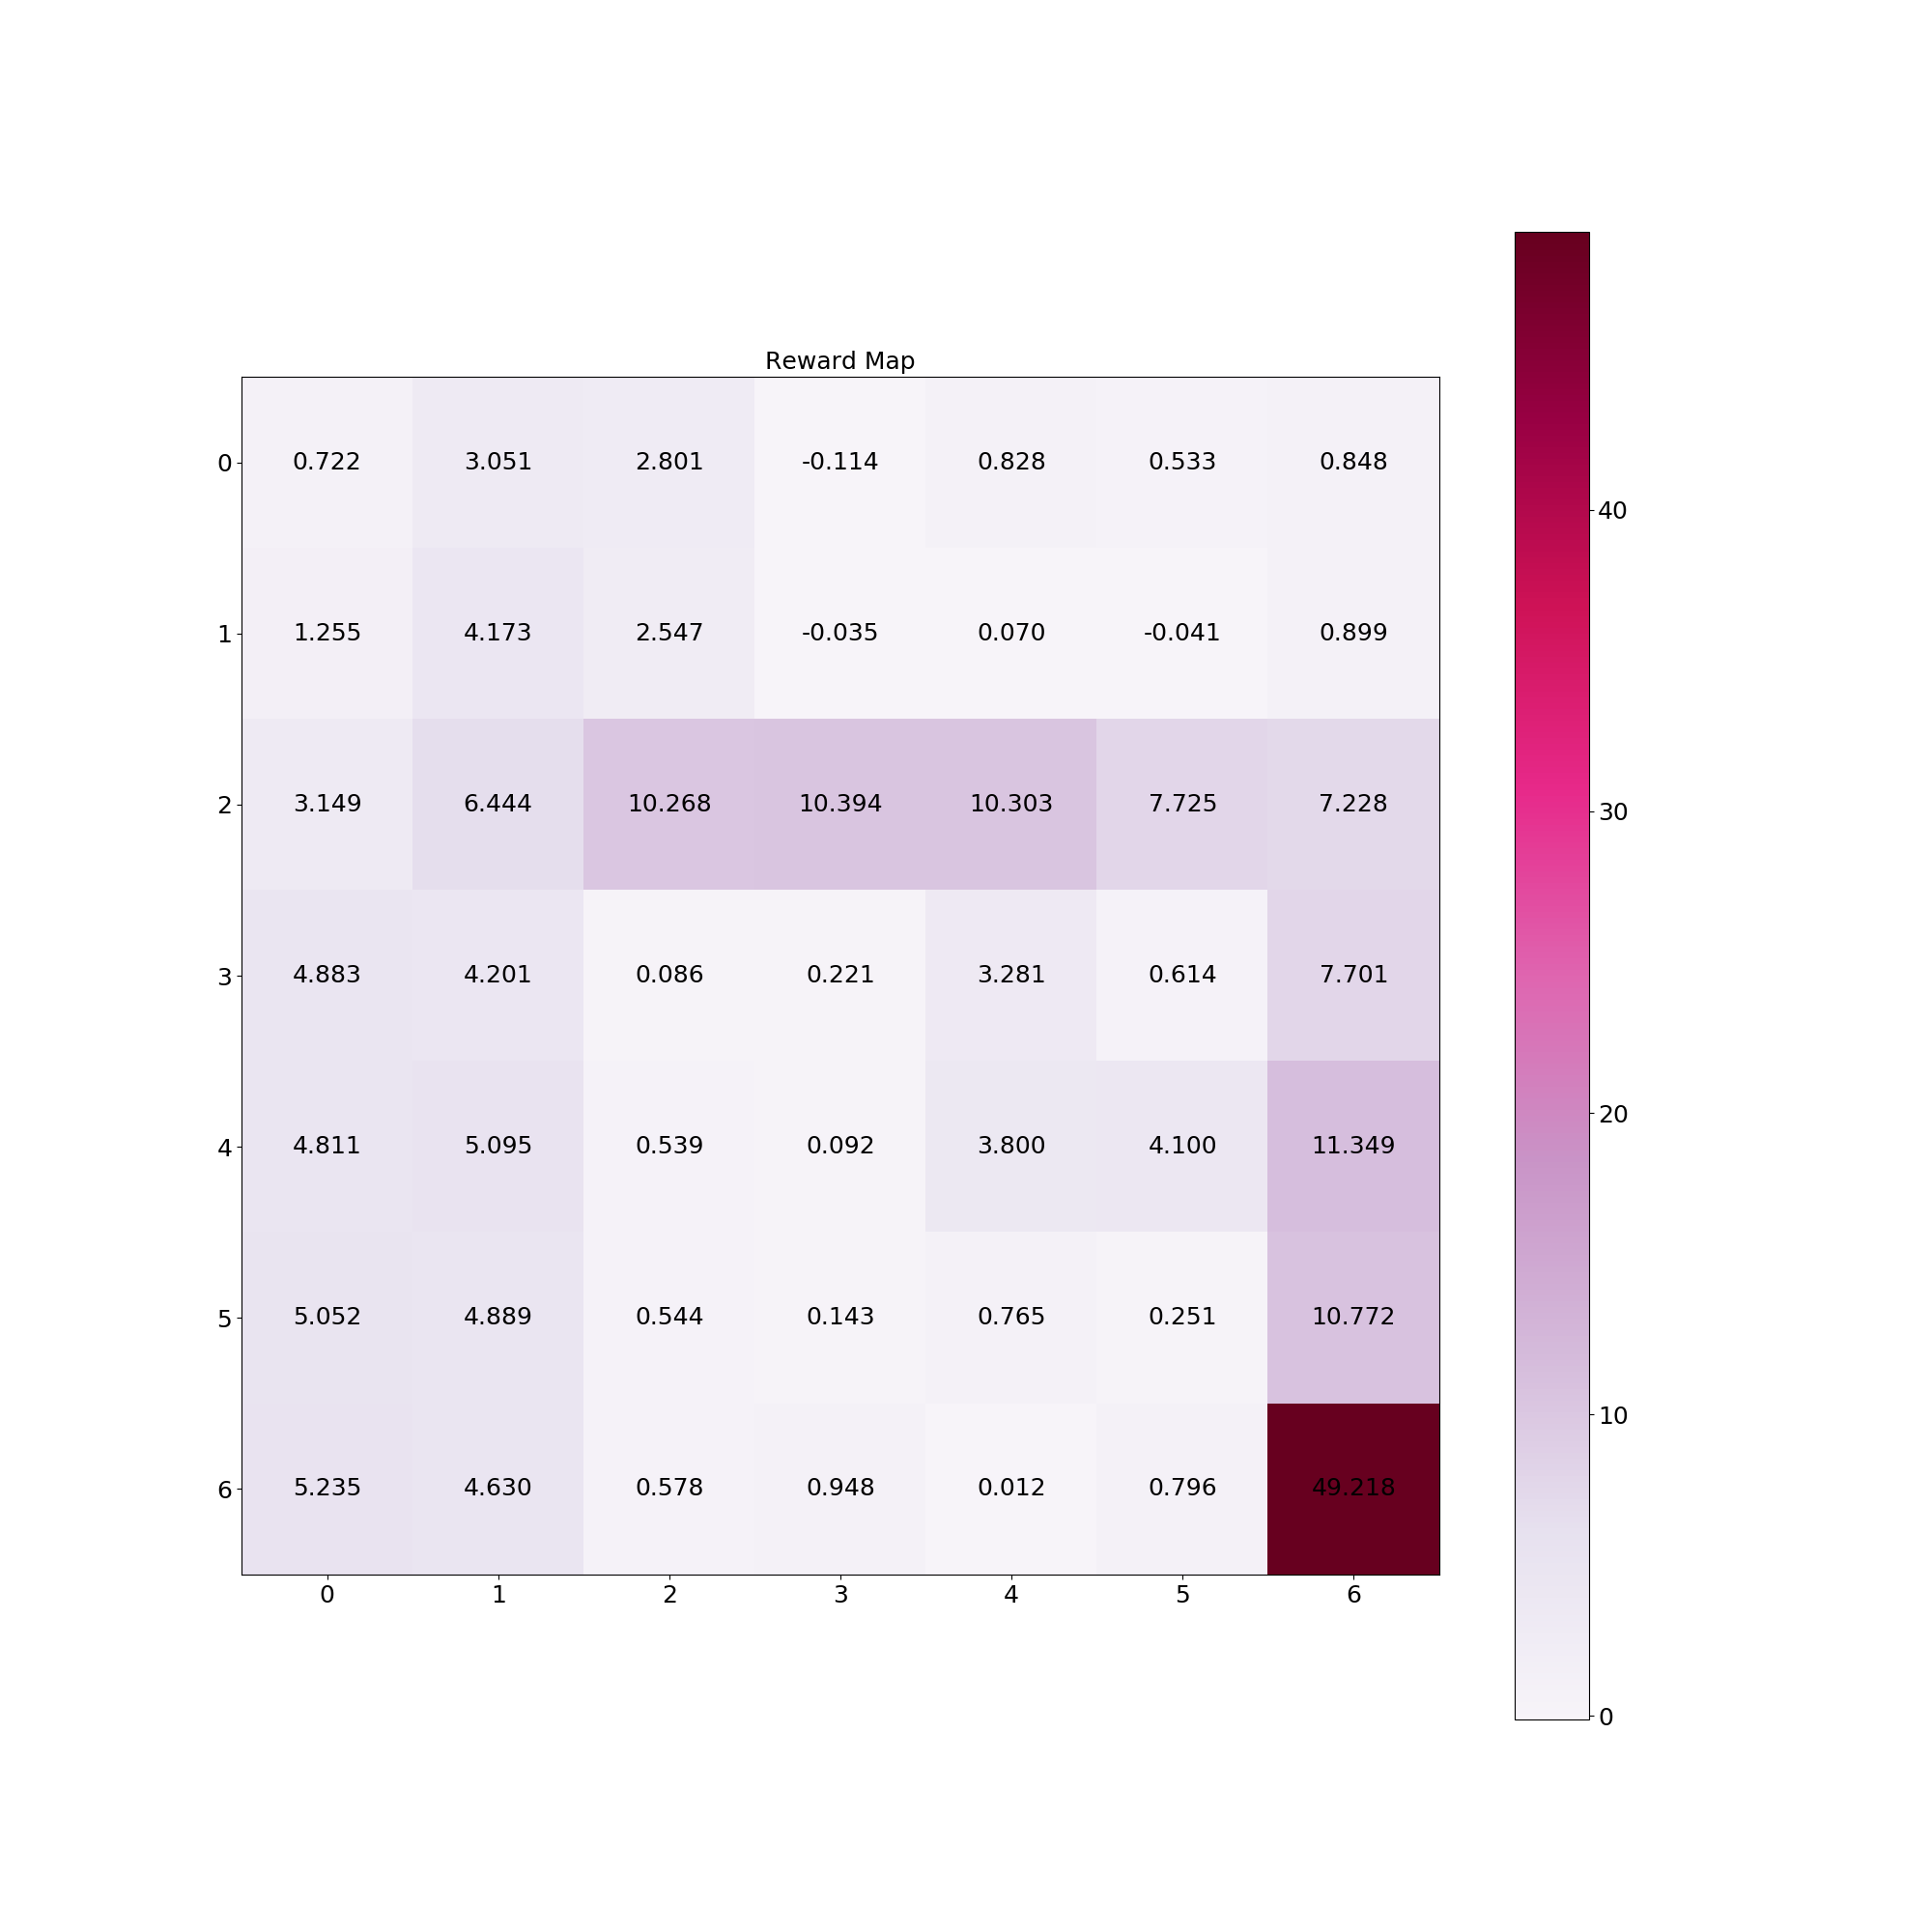 Reward Map
0 0.722 3.051 2.801 -0.114 0.828 0.533 0.848
1 1.255 4.173 2.547 -0.035 0.070 -0.041 0.899
2 3.149 6.444 10.268 10.394 10.303 7.725 7.228
3 4.883 4.201 0.086 0.221 3.281 0.614 7.701
4 4.811 5.095 0.539 0.092 3.800 4.100 11.349
5 5.052 4.889 0.544 0.143 0.765 0.251 10.772
6 5.235 4.630 0.578 0.948 0.012 0.796 49.218
0 1 2 3 4 5 6
40
30
20
10
0